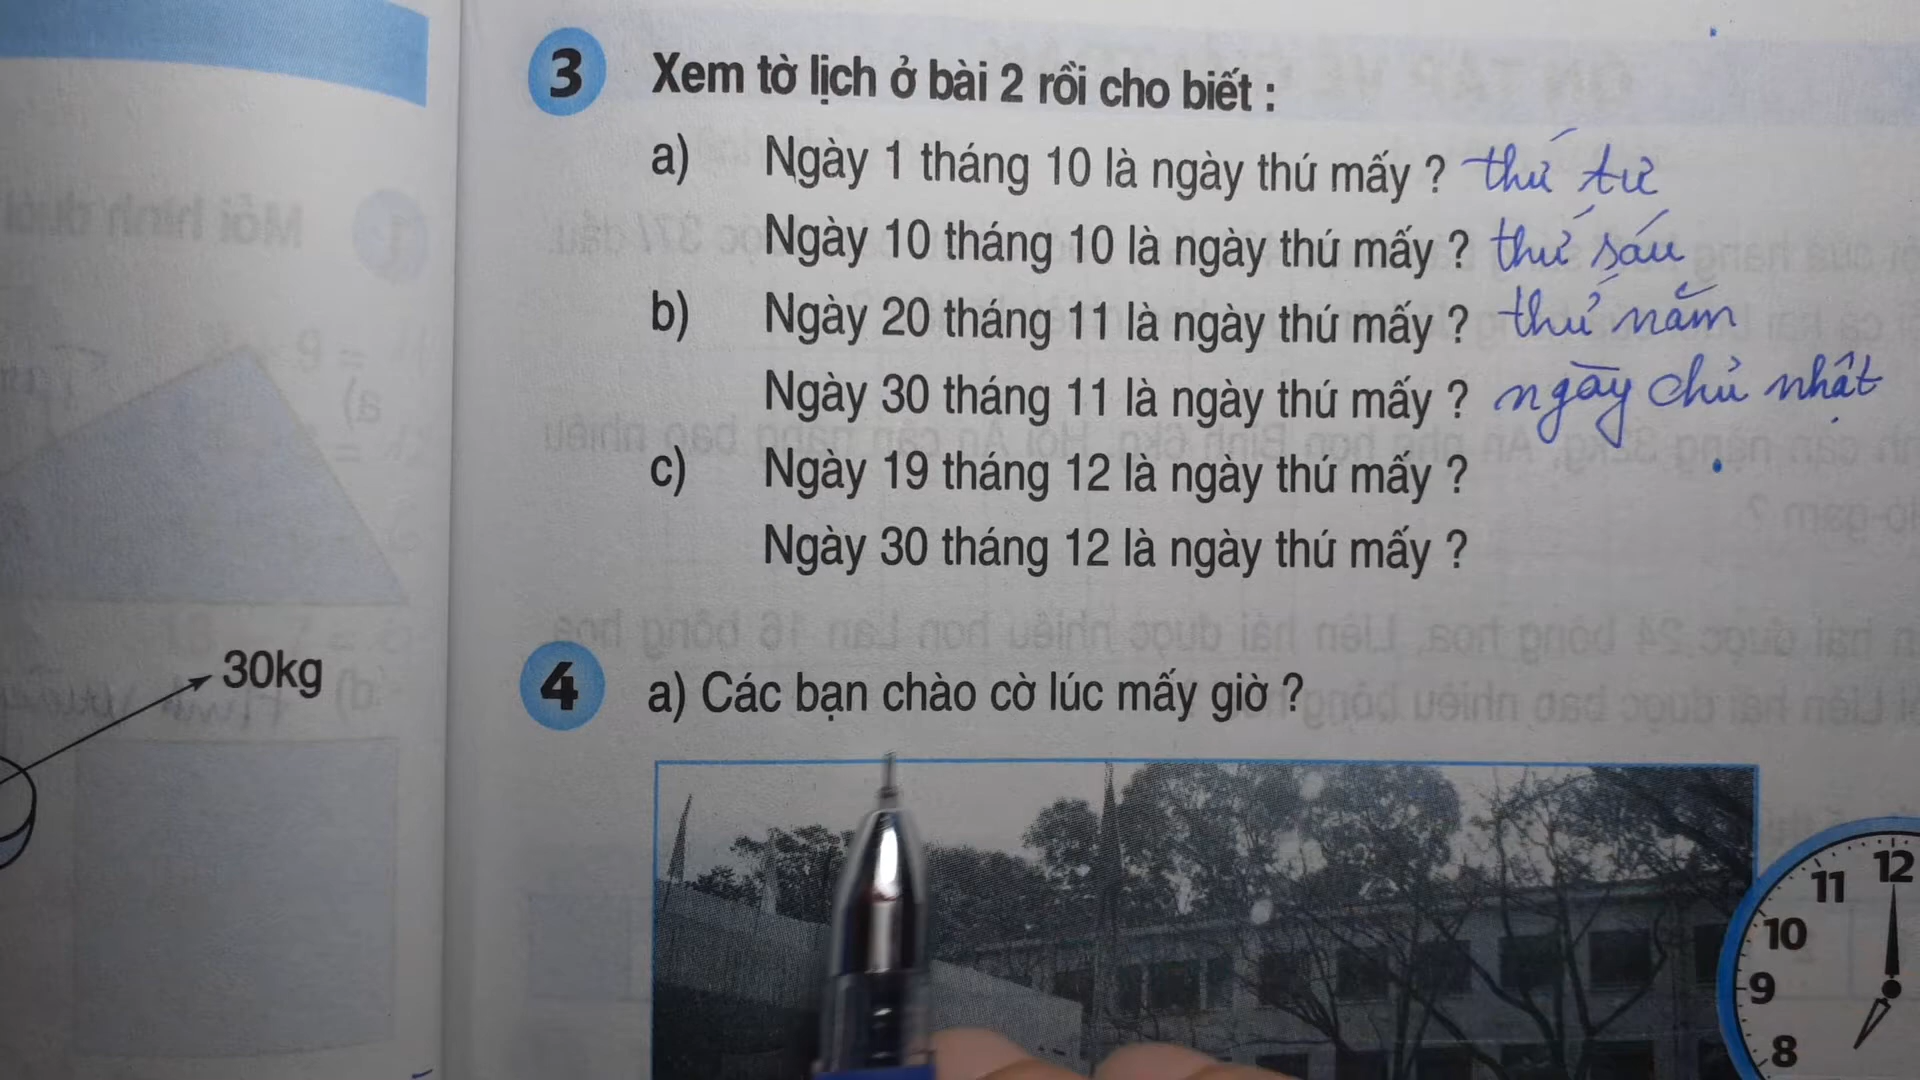 3 Xem tờ lịch ở bài 2 rồi cho biết :
a) Ngày 1 tháng 10 là ngày thứ mấy ? thứ tư
Ngày 10 tháng 10 là ngày thứ mấy ? thứ sáu
b) Ngày 20 tháng 11 là ngày thứ mấy ? thứ năm
Ngày 30 tháng 11 là ngày thứ mấy ? ngày chủ nhật
c) Ngày 19 tháng 12 là ngày thứ mấy ?
Ngày 30 tháng 12 là ngày thứ mấy ?
30kg
4 a) Các bạn chào cờ lúc mấy giờ ?
12
11
10
9
8